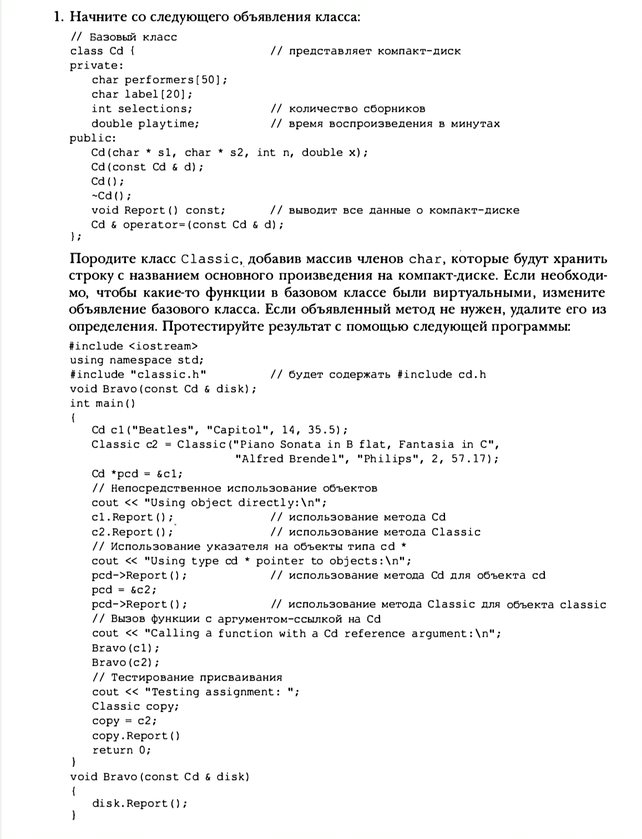 1. Начните со следующего объявления класса:
// Базовый класс
class Cd { // представляет компакт-диск
private:
char performers[50];
char label[20];
int selections; // количество сборников
double playtime; // время воспроизведения в минутах
public:
Cd(char * s1, char * s2, int n, double x);
Cd(const Cd & d);
Cd();
~Cd();
void Report() const; // выводит все данные о компакт-диске
Cd & operator=(const Cd & d);
};
Породите класс Classic, добавив массив членов char, которые будут хранить
строку с названием основного произведения на компакт-диске. Если необходи-
мо, чтобы какие-то функции в базовом классе были виртуальными, измените
объявление базового класса. Если объявленный метод не нужен, удалите его из
определения. Протестируйте результат с помощью следующей программы:
#include <iostream>
using namespace std;
#include "classic.h" // будет содержать #include cd.h
void Bravo(const Cd & disk);
int main()
{
Cd c1("Beatles", "Capitol", 14, 35.5);
Classic c2 = Classic("Piano Sonata in B flat, Fantasia in C",
"Alfred Brendel", "Philips", 2, 57.17);
Cd *pcd = &c1;
// Непосредственное использование объектов
cout << "Using object directly:\n";
c1.Report(); // использование метода Cd
c2.Report(); // использование метода Classic
// Использование указателя на объекты типа cd *
cout << "Using type cd * pointer to objects:\n";
pcd->Report(); // использование метода Cd для объекта cd
pcd = &c2;
pcd->Report(); // использование метода Classic для объекта classic
// Вызов функции с аргументом-ссылкой на Cd
cout << "Calling a function with a Cd reference argument:\n";
Bravo(c1);
Bravo(c2);
// Тестирование присваивания
cout << "Testing assignment: ";
Classic copy;
copy = c2;
copy.Report()
return 0;
}
void Bravo(const Cd & disk)
{
disk.Report();
}